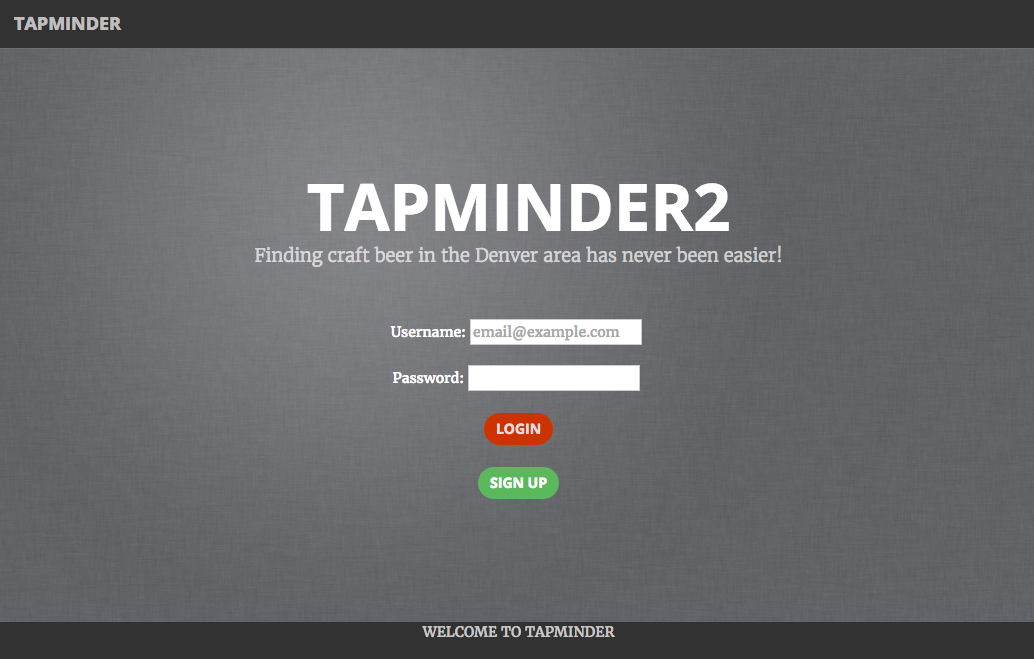 TAPMINDER
TAPMINDER2
Finding craft beer in the Denver area has never been easier!
Username: email@example.com
Password:
LOGIN
SIGN UP
WELCOME TO TAPMINDER